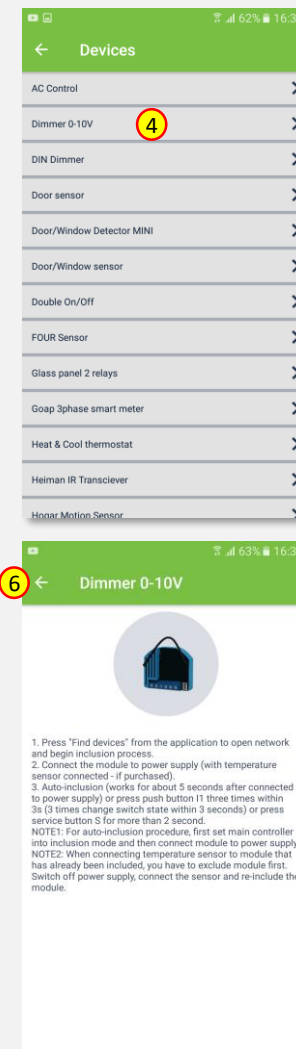 62% 16:3
Devices
AC Control
Dimmer 0-10V
4
DIN Dimmer
Door sensor
Door/Window Detector MINI
Door/Window sensor
Double On/Off
FOUR Sensor
Glass panel 2 relays
Goap 3phase smart meter
Heat & Cool thermostat
Heiman IR Transciever
Hogar Motion Sensor
63% 16:3
6
Dimmer 0-10V
1. Press "Find devices" from the application to open network
and begin inclusion process.
2. Connect the module to power supply (with temperature
sensor connected - if purchased).
3. Auto-inclusion (works for about 5 seconds after connected
to power supply) or press push button I1 three times within
3s (3 times change switch state within 3 seconds) or press
service button S for more than 2 second.
NOTE1: For auto-inclusion procedure, first set main controller
into inclusion mode and then connect module to power supply
NOTE2: When connecting temperature sensor to module that
has already been included, you have to exclude module first.
Switch off power supply, connect the sensor and re-include the
module.